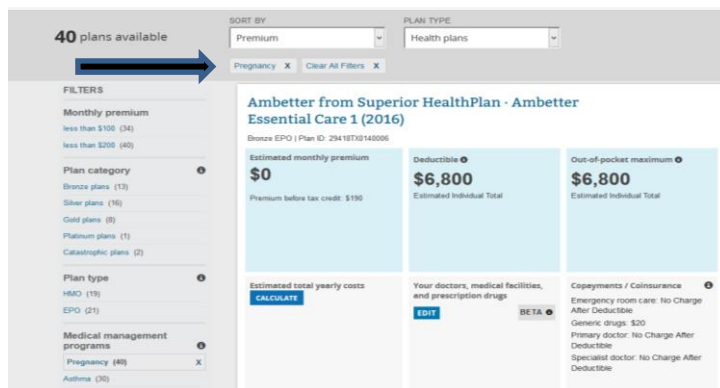 40 plans available
SORT BY
Premium
PLAN TYPE
Health plans
Pregnancy X Clear All Filters X
FILTERS
Monthly premium
less than $100 (34)
less than $200 (40)
Plan category
Bronze plans (13)
Silver plans (16)
Gold plans (8)
Platinum plans (1)
Catastrophic plans (2)
Plan type
HMO (19)
EPO (21)
Medical management
programs
Pregnancy (40) X
Asthma (30)
Ambetter from Superior HealthPlan · Ambetter
Essential Care 1 (2016)
Bronze EPO | Plan ID: 29418TX0140006
Estimated monthly premium
$0
Premium before tax credit: $190
Deductible
$6,800
Estimated Individual Total
Out-of-pocket maximum
$6,800
Estimated Individual Total
Estimated total yearly costs
CALCULATE
Your doctors, medical facilities,
and prescription drugs
EDIT
BETA
Copayments / Coinsurance
Emergency room care: No Charge
After Deductible
Generic drugs: $20
Primary doctor: No Charge After
Deductible
Specialist doctor: No Charge After
Deductible